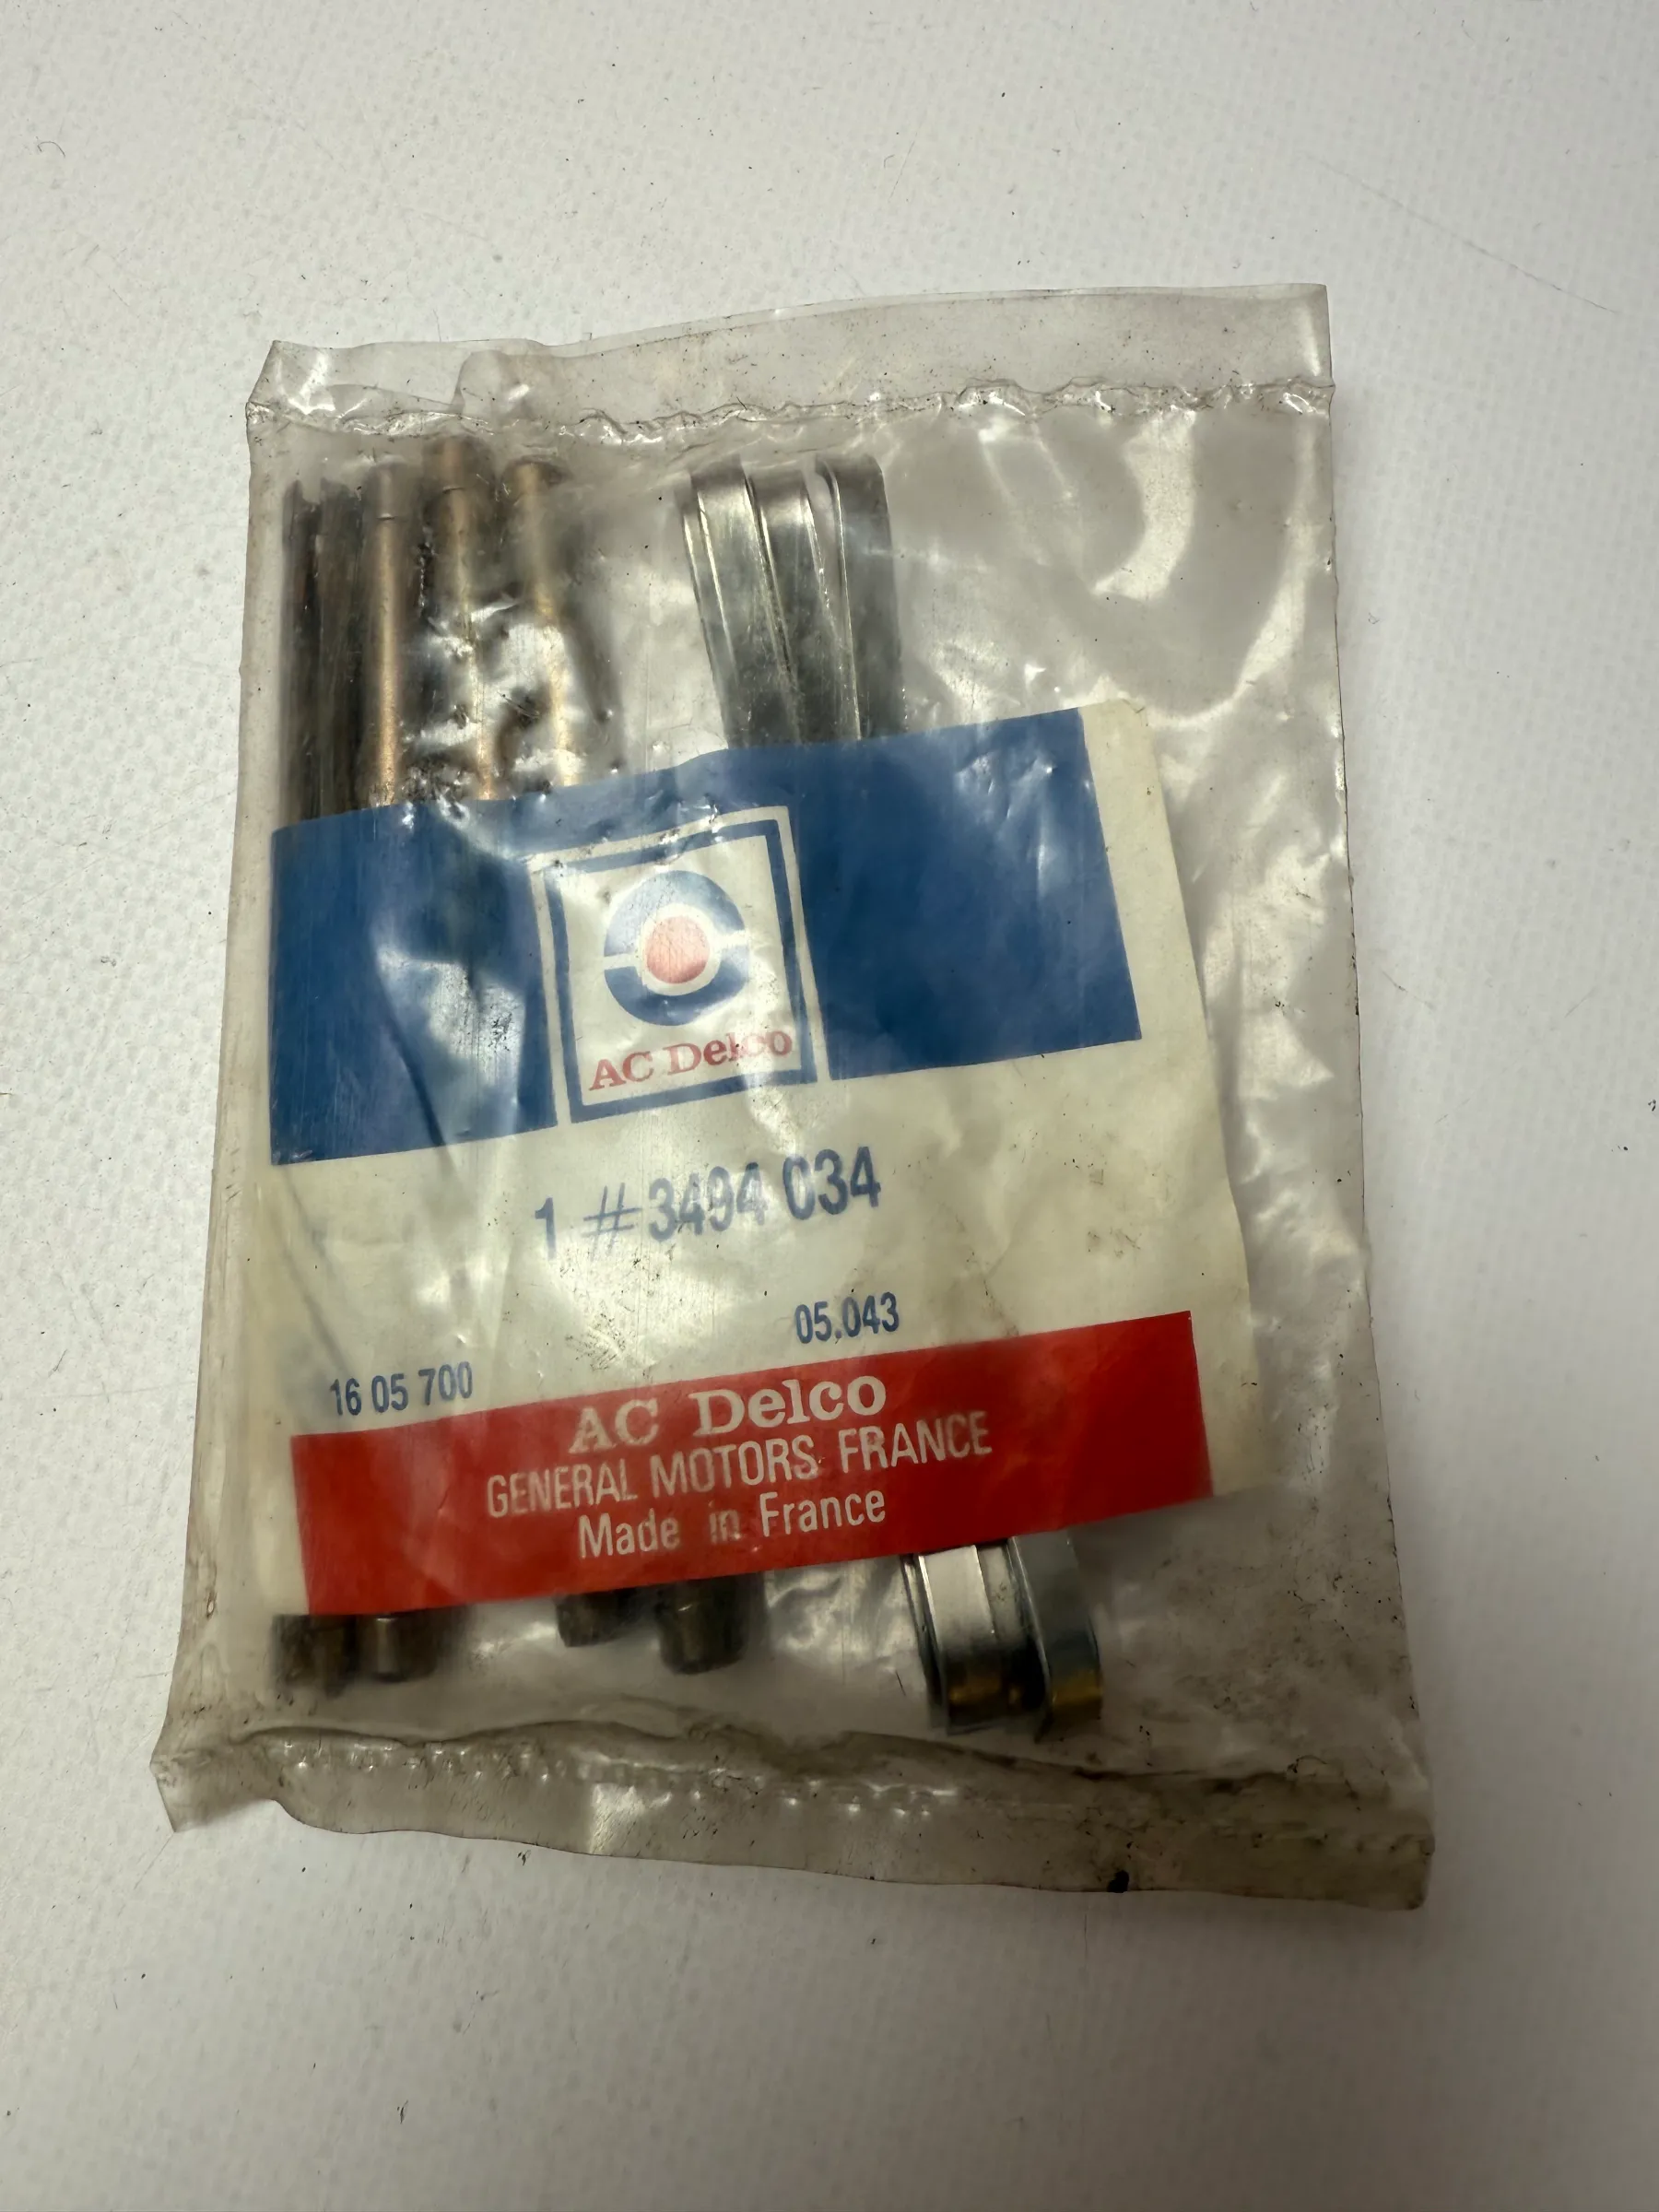 AC Delco
1 #3494 034
05.043
16 05 700
AC Delco
GENERAL MOTORS FRANCE
Made in France